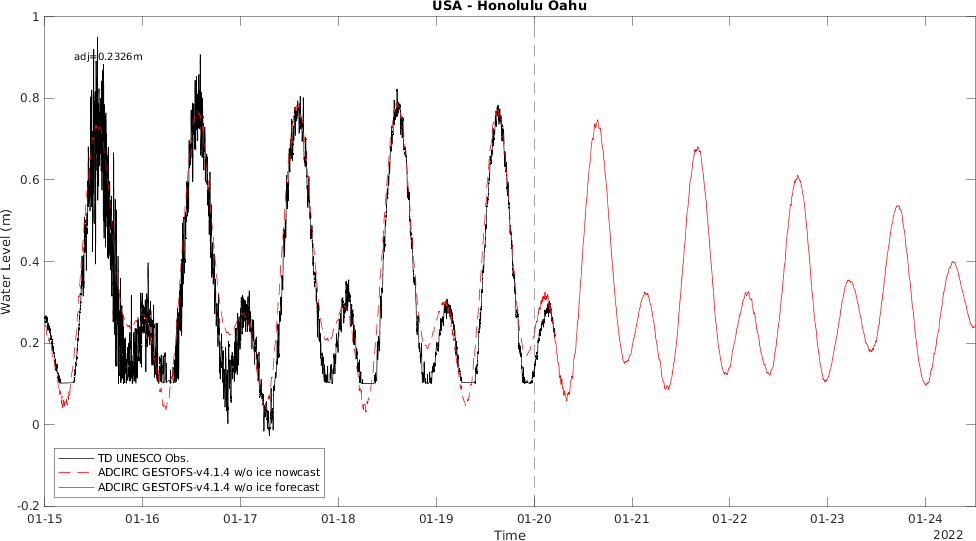 USA - Honolulu Oahu
1
adj=0.2326m
0.8
0.6
0.4
0.2
0
-0.2
Water Level (m)
TD UNESCO Obs.
ADCIRC GESTOFS-v4.1.4 w/o ice nowcast
ADCIRC GESTOFS-v4.1.4 w/o ice forecast
01-15 01-16 01-17 01-18 01-19 01-20 01-21 01-22 01-23 01-24
Time
2022